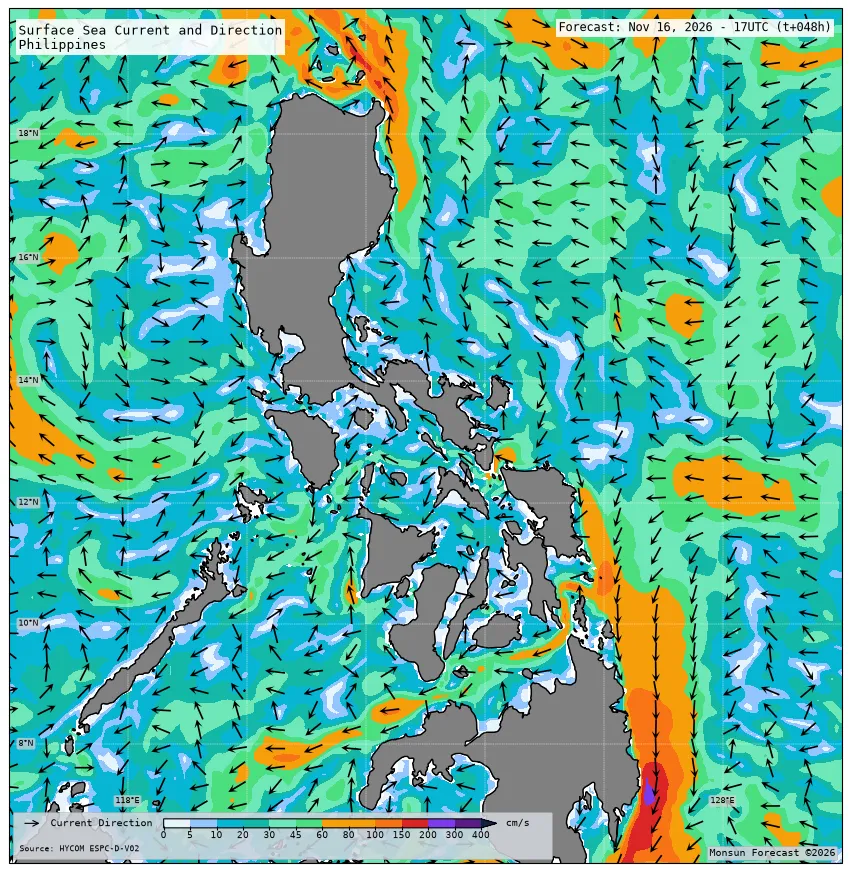 Surface Sea Current and Direction
Philippines
Forecast: Nov 16, 2026 - 17UTC (t+048h)
18°N
16°N
14°N
12°N
10°N
8°N
118°E
128°E
Current Direction
0 5 10 20 30 45 60 80 100 150 200 300 400
cm/s
Source: HYCOM ESPC-D-V02
Monsun Forecast ©2026